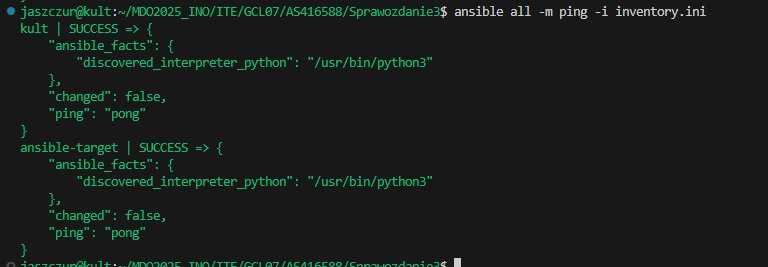 jaszczur@kult:~/MDO2025_INO/ITE/GCL07/AS416588/Sprawozdanie3$ ansible all -m ping -i inventory.ini
kult | SUCCESS => {
    "ansible_facts": {
        "discovered_interpreter_python": "/usr/bin/python3"
    },
    "changed": false,
    "ping": "pong"
}
ansible-target | SUCCESS => {
    "ansible_facts": {
        "discovered_interpreter_python": "/usr/bin/python3"
    },
    "changed": false,
    "ping": "pong"
}
jaszczur@kult:~/MDO2025_INO/ITE/GCL07/AS416588/Sprawozdanie3$